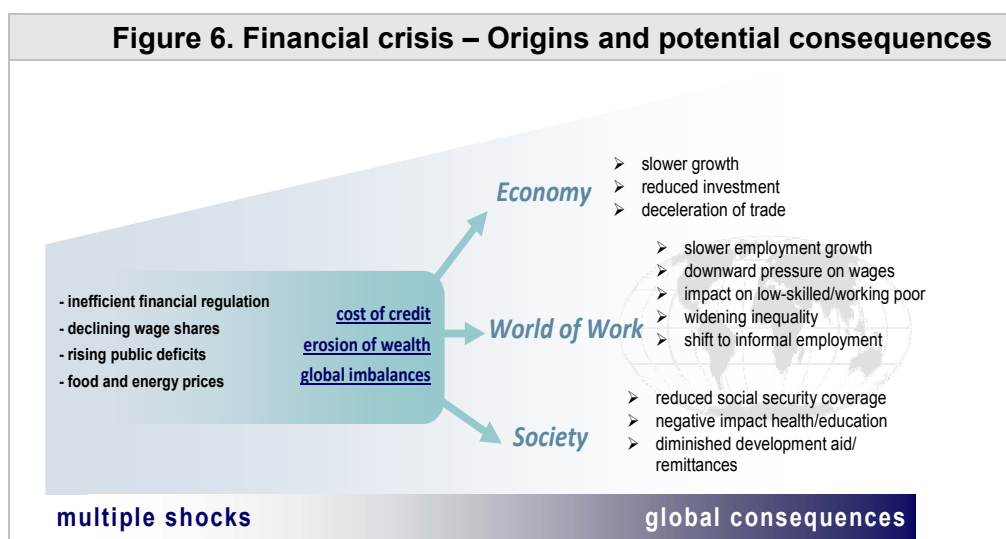 Figure 6. Financial crisis – Origins and potential consequences
Economy
➢ slower growth
➢ reduced investment
➢ deceleration of trade
- inefficient financial regulation
- declining wage shares
- rising public deficits
- food and energy prices
cost of credit
erosion of wealth
global imbalances
World of Work
➢ slower employment growth
➢ downward pressure on wages
➢ impact on low-skilled/working poor
➢ widening inequality
➢ shift to informal employment
Society
➢ reduced social security coverage
➢ negative impact health/education
➢ diminished development aid/
remittances
multiple shocks
global consequences